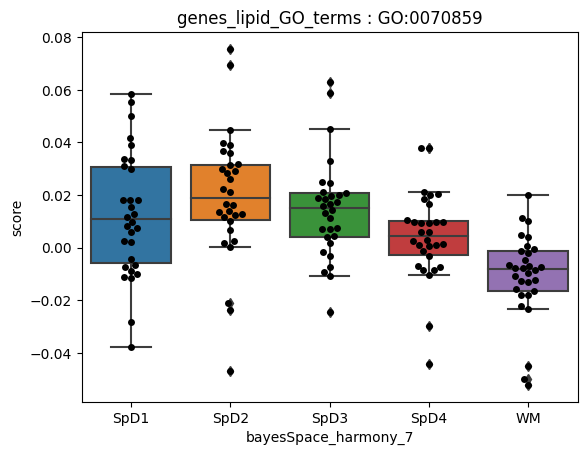 genes_lipid_GO_terms : GO:0070859
score
0.08
0.06
0.04
0.02
0.00
−0.02
−0.04
SpD1 SpD2 SpD3 SpD4 WM
bayesSpace_harmony_7